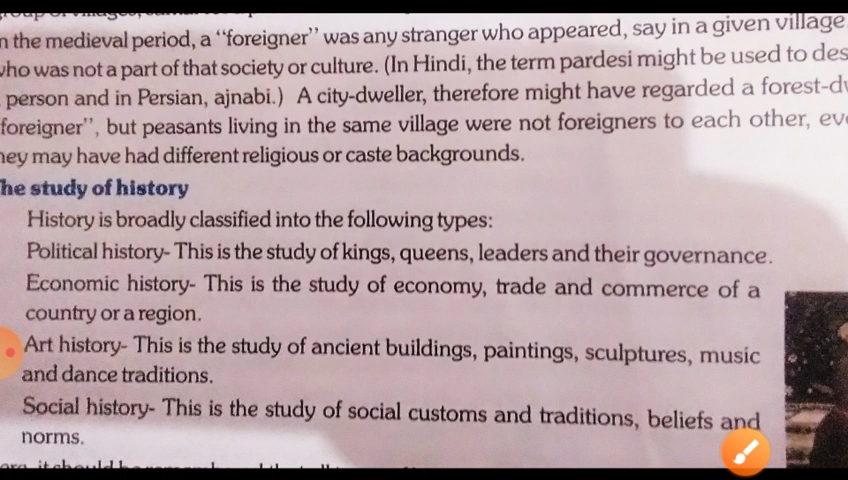 n the medieval period, a "foreigner" was any stranger who appeared, say in a given village
who was not a part of that society or culture. (In Hindi, the term pardesi might be used to des
person and in Persian, ajnabi.) A city-dweller, therefore might have regarded a forest-dw
foreigner", but peasants living in the same village were not foreigners to each other, eve
hey may have had different religious or caste backgrounds.
he study of history
History is broadly classified into the following types:
Political history- This is the study of kings, queens, leaders and their governance.
Economic history- This is the study of economy, trade and commerce of a
country or a region.
Art history- This is the study of ancient buildings, paintings, sculptures, music
and dance traditions.
Social history- This is the study of social customs and traditions, beliefs and
norms.